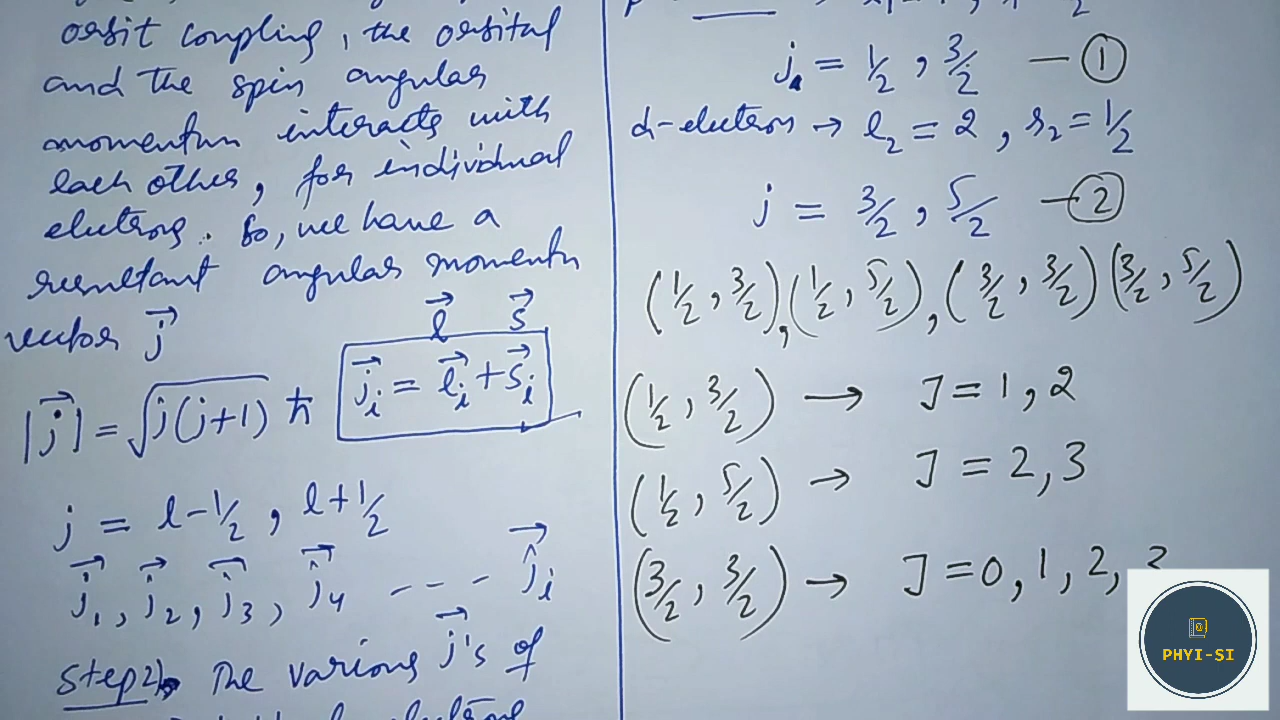 orbit coupling, the orbital
and the spin angular
momentum interacts with
each other, for individual
electrons. So, we have a
resultant angular momentum
vector j⃗
l⃗ s⃗
|j⃗| = √j(j+1) ħ
j⃗ᵢ = l⃗ᵢ + s⃗ᵢ
j = l-1/2 , l+1/2
j⃗₁, j⃗₂, j⃗₃, j⃗₄ --- j⃗ᵢ
Step 2) The various j⃗'s of
j₁ = 1/2 , 3/2 — ①
d-electron → l₂ = 2 , s₂ = 1/2
j = 3/2 , 5/2 — ②
(1/2 , 3/2), (1/2 , 5/2), (3/2 , 3/2) (3/2 , 5/2)
(1/2 , 3/2) → J = 1, 2
(1/2 , 5/2) → J = 2, 3
(3/2 , 3/2) → J = 0, 1, 2, 3
PHYI-SI